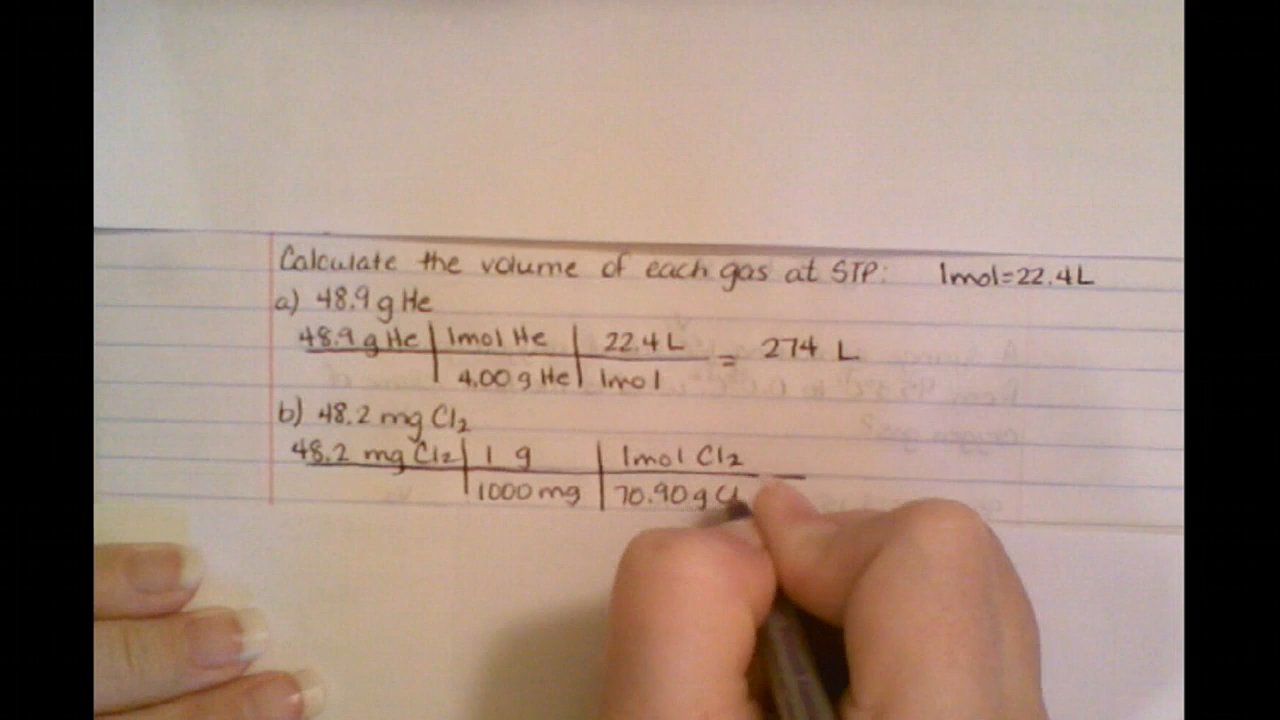 Calculate the volume of each gas at STP: 1mol=22.4L
a) 48.9 g He
48.9 g He 1mol He 22.4 L = 274 L
4.00 g He 1mol
b) 48.2 mg Cl₂
48.2 mg Cl₂ 1 g 1mol Cl₂
1000 mg 70.90 g Cl